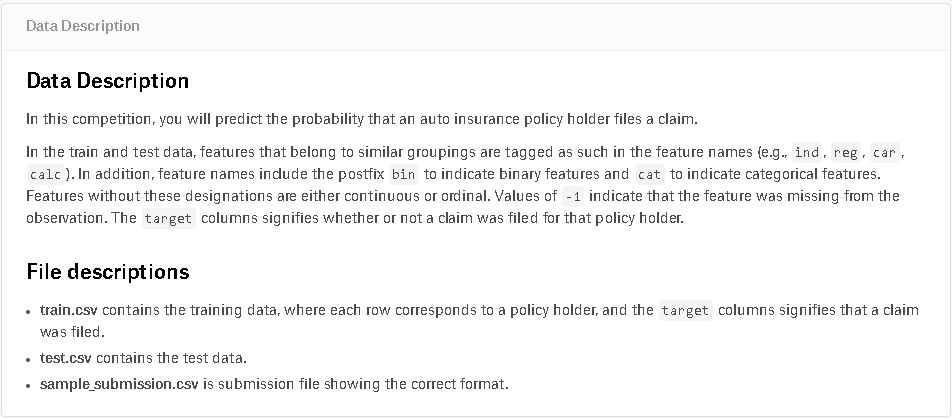 Data Description
Data Description
In this competition, you will predict the probability that an auto insurance policy holder files a claim.
In the train and test data, features that belong to similar groupings are tagged as such in the feature names (e.g., ind, reg, car,
calc). In addition, feature names include the postfix bin to indicate binary features and cat to indicate categorical features.
Features without these designations are either continuous or ordinal. Values of -1 indicate that the feature was missing from the
observation. The target columns signifies whether or not a claim was filed for that policy holder.
File descriptions
• train.csv contains the training data, where each row corresponds to a policy holder, and the target columns signifies that a claim
was filed.
• test.csv contains the test data.
• sample_submission.csv is submission file showing the correct format.